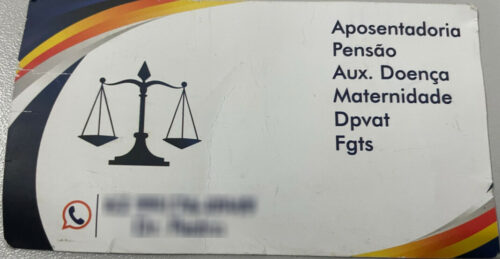 Aposentadoria
Pensão
Aux. Doença
Maternidade
Dpvat
Fgts